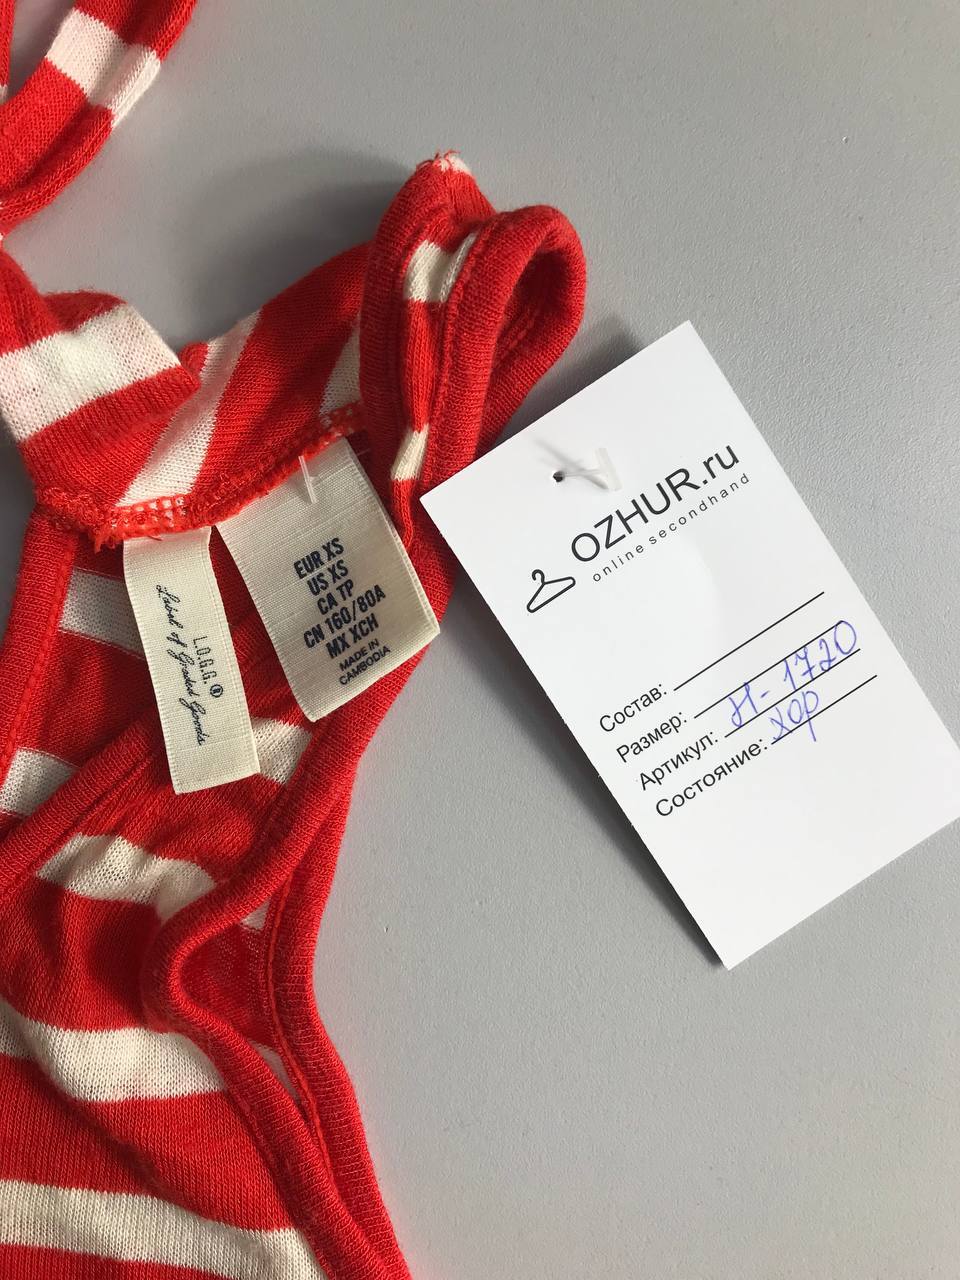 L.O.G.G.®
Label of Graded Goods
EUR XS
US XS
CA TP
CN 160/80A
MX XCH
MADE IN
CAMBODIA
OZHUR.ru
online secondhand
Состав:
Размер:
Артикул: Н-1720
Состояние: хор